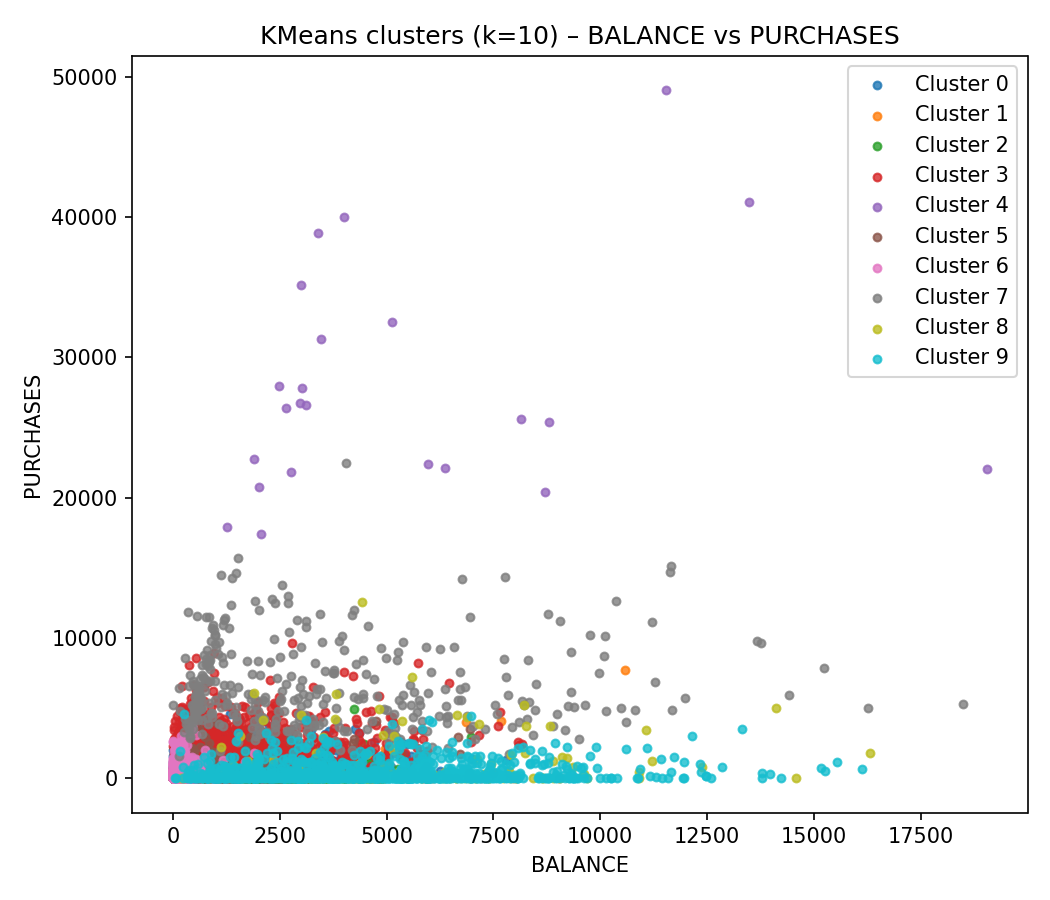 KMeans clusters (k=10) – BALANCE vs PURCHASES
50000
40000
30000
20000
10000
0
PURCHASES
Cluster 0
Cluster 1
Cluster 2
Cluster 3
Cluster 4
Cluster 5
Cluster 6
Cluster 7
Cluster 8
Cluster 9
0 2500 5000 7500 10000 12500 15000 17500
BALANCE